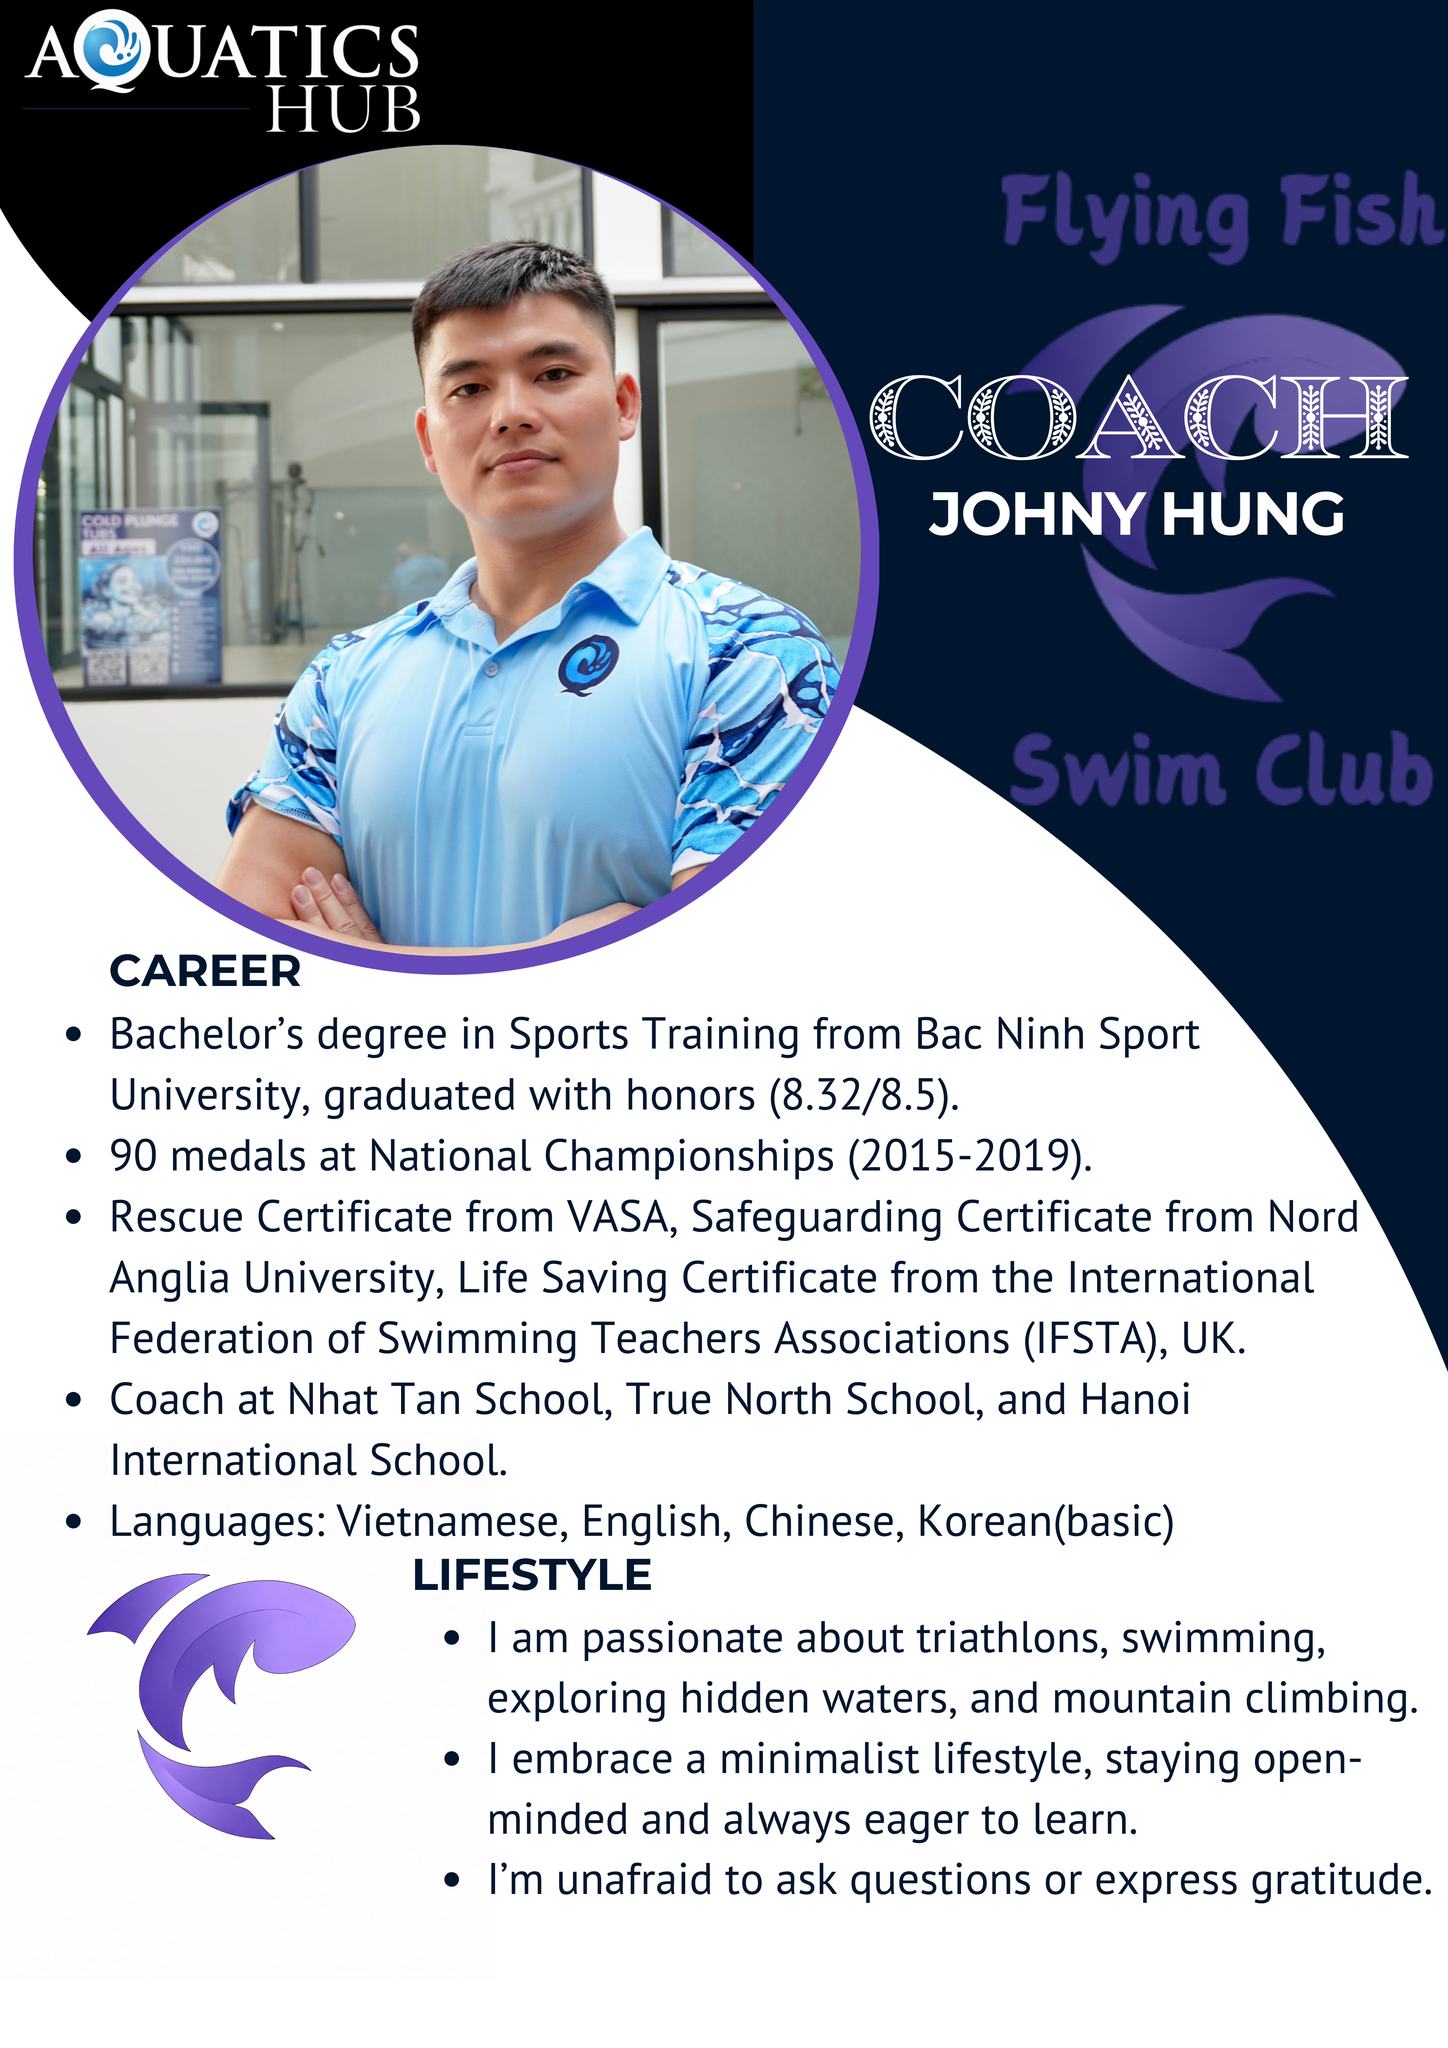 AQUATICS
HUB
Flying Fish
COACH
JOHNY HUNG
Swim Club
COLD PLUNGE
TUBS
All Ages
CAREER
• Bachelor’s degree in Sports Training from Bac Ninh Sport
University, graduated with honors (8.32/8.5).
• 90 medals at National Championships (2015-2019).
• Rescue Certificate from VASA, Safeguarding Certificate from Nord
Anglia University, Life Saving Certificate from the International
Federation of Swimming Teachers Associations (IFSTA), UK.
• Coach at Nhat Tan School, True North School, and Hanoi
International School.
• Languages: Vietnamese, English, Chinese, Korean(basic)
LIFESTYLE
• I am passionate about triathlons, swimming,
exploring hidden waters, and mountain climbing.
• I embrace a minimalist lifestyle, staying open-
minded and always eager to learn.
• I’m unafraid to ask questions or express gratitude.